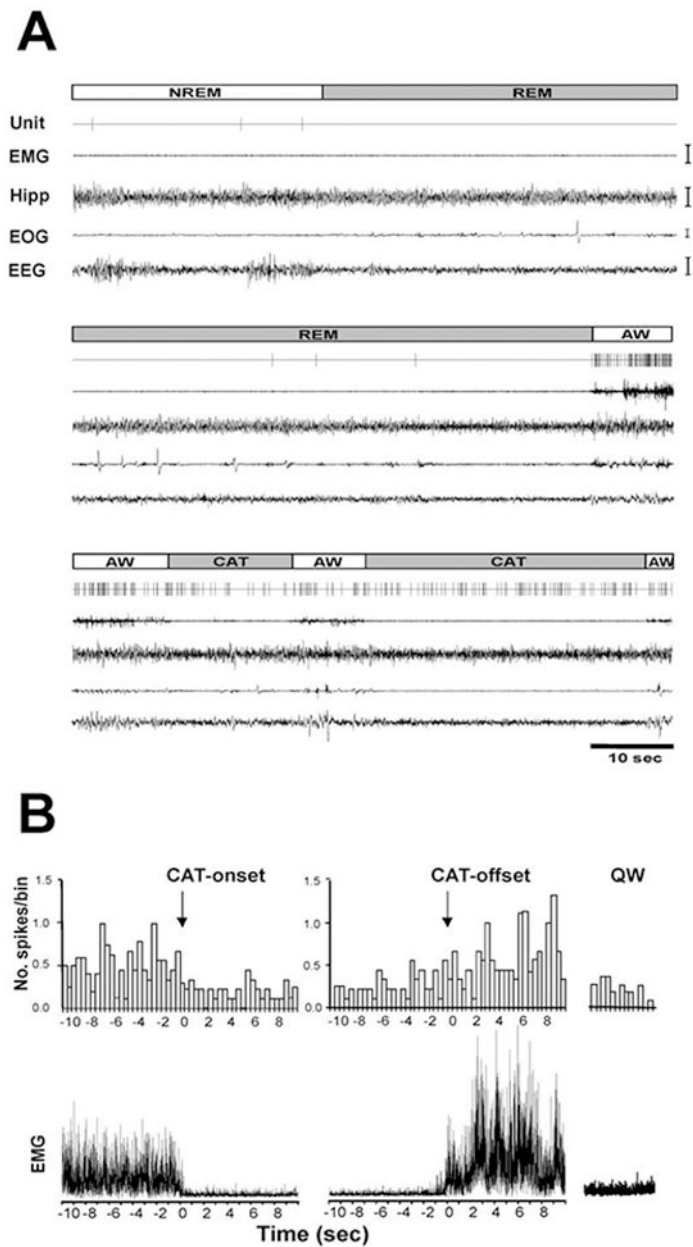 A
NREM REM
Unit
EMG
Hipp
EOG
EEG
REM AW
AW CAT AW CAT AW
10 sec
B
CAT-onset CAT-offset QW
No. spikes/bin
1.5 1.5
1.0 1.0
0.5 0.5
0.0 0.0
-10 -8 -6 -4 -2 0 2 4 6 8 -10 -8 -6 -4 -2 0 2 4 6 8
EMG
-10 -8 -6 -4 -2 0 2 4 6 8 -10 -8 -6 -4 -2 0 2 4 6 8
Time (sec)